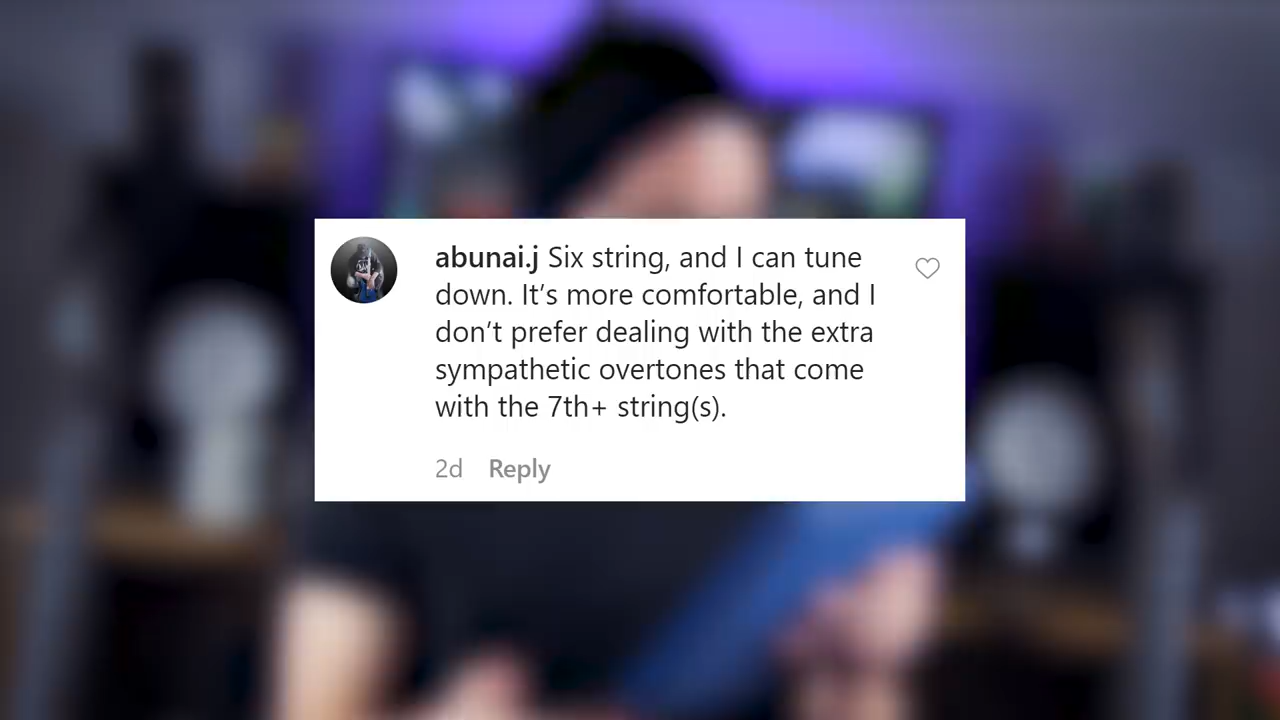 abunai.j Six string, and I can tune
down. It’s more comfortable, and I
don’t prefer dealing with the extra
sympathetic overtones that come
with the 7th+ string(s).
2d Reply